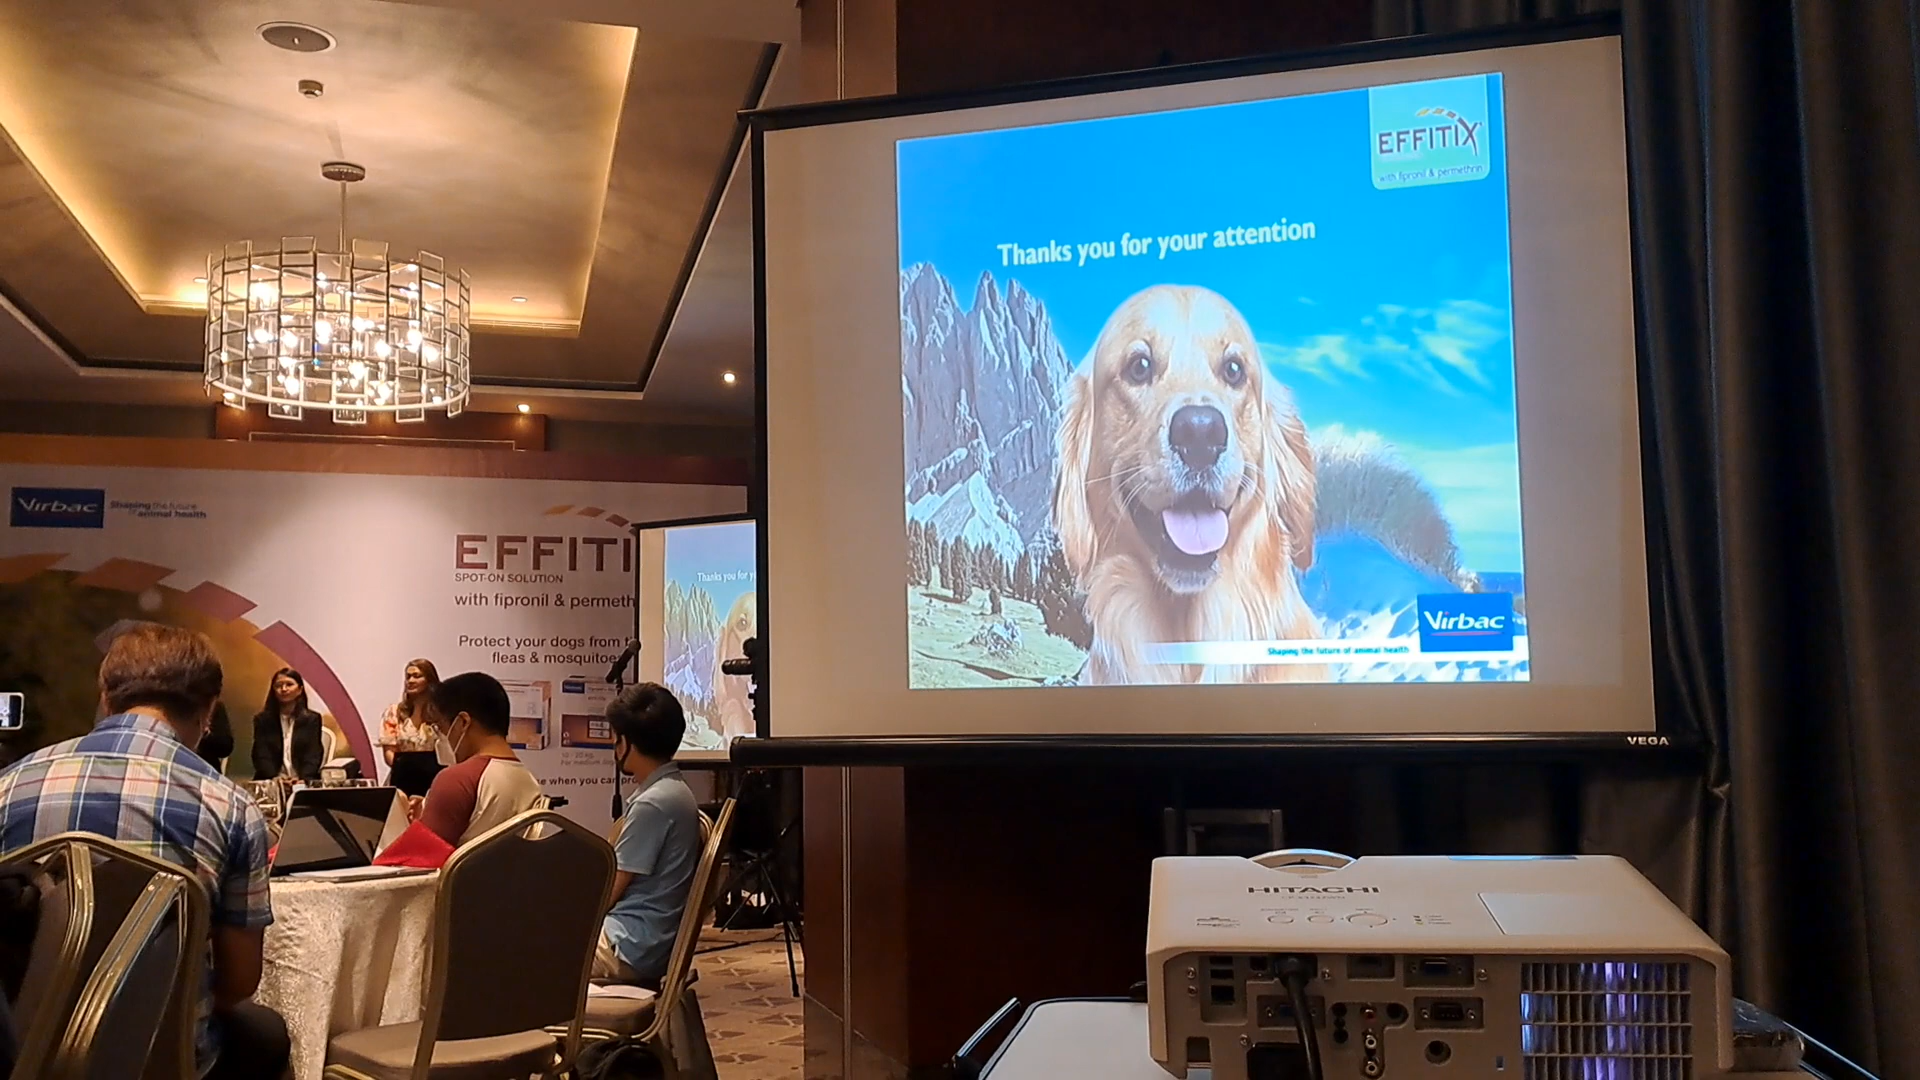 EFFITIX
with fipronil & permethrin
Thanks you for your attention
Virbac
Shaping the future of animal health
VEGA
Virbac
Shaping the future
of animal health
EFFITI
SPOT-ON SOLUTION
with fipronil & permeth
Protect your dogs from
fleas & mosquitoe
Thanks you for y
when you can pro
HITACHI